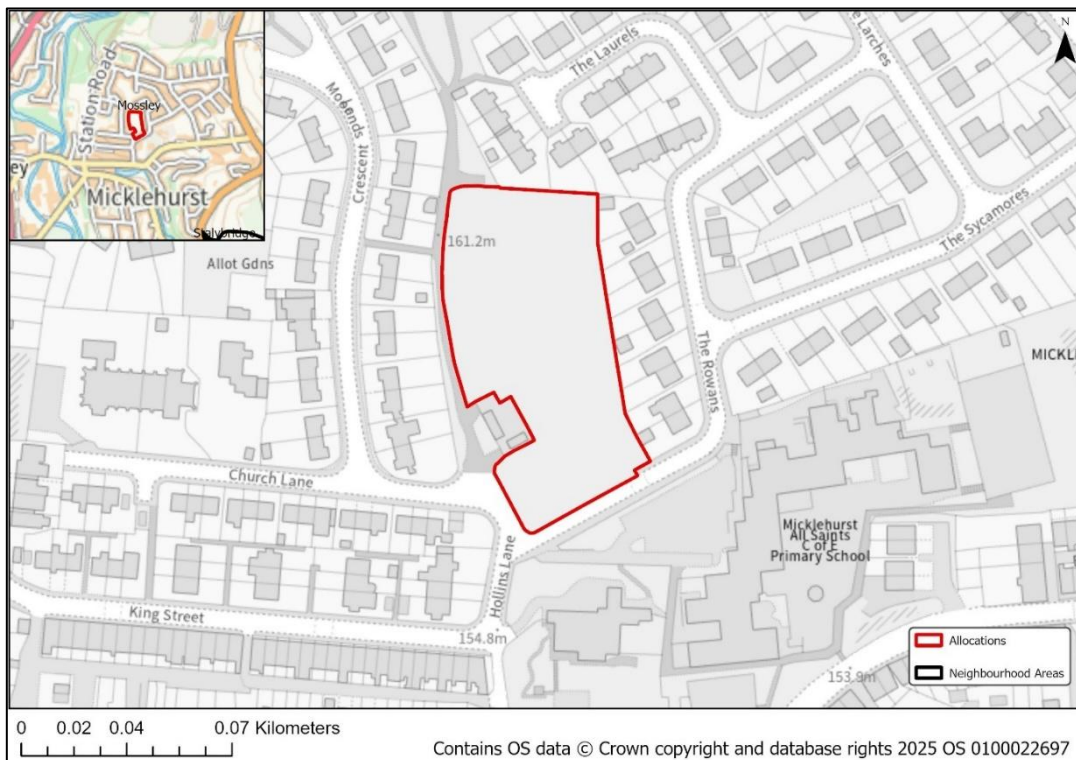 Station Road
Mossley
ey
Micklehurst
Stalybridge
N
The Laurels
The Larches
Moorlands
Crescent
161.2m
Allot Gdns
The Sycamores
The Rowans
MICKL
Church Lane
Micklehurst
All Saints
C of E
Primary School
Hollins Lane
King Street
154.8m
153.9m
Allocations
Neighbourhood Areas
0 0.02 0.04 0.07 Kilometers
Contains OS data © Crown copyright and database rights 2025 OS 0100022697